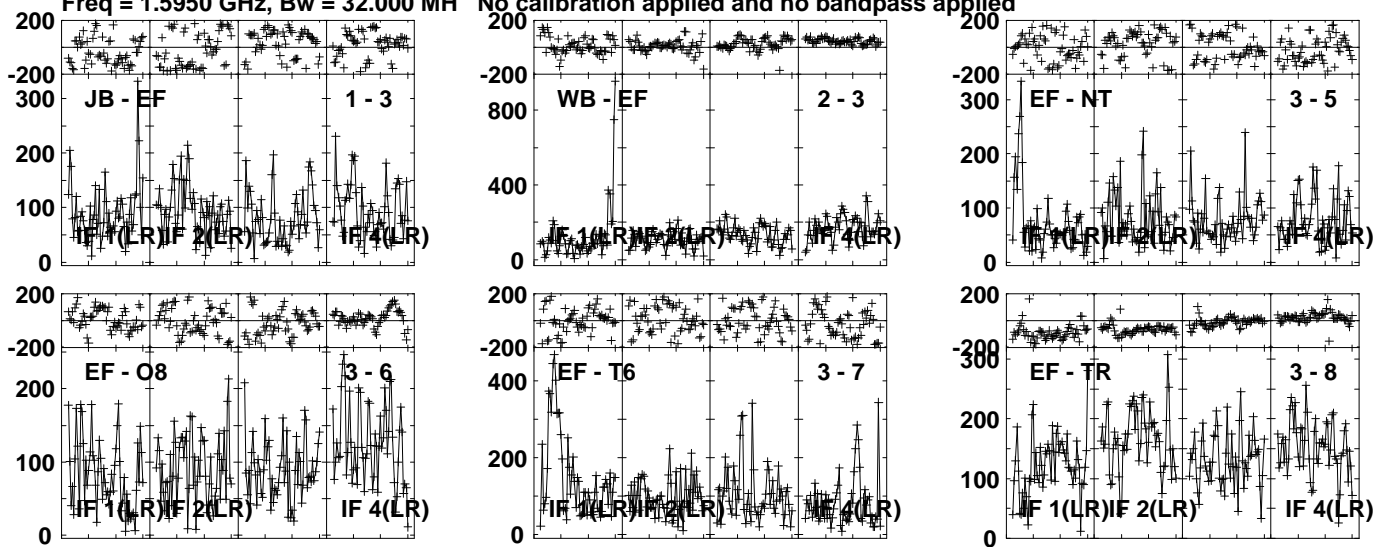 Freq = 1.5950 GHz, Bw = 32.000 MH No calibration applied and no bandpass applied
200
-200
JB - EF 1 - 3
300
200
100
0
IF 1(LR) IF 2(LR) IF 4(LR)
200
-200
WB - EF 2 - 3
800
400
0
IF 1(LR) IF 2(LR) IF 4(LR)
200
-200
EF - NT 3 - 5
300
200
100
0
IF 1(LR) IF 2(LR) IF 4(LR)
200
-200
EF - O8 3 - 6
200
100
0
IF 1(LR) IF 2(LR) IF 4(LR)
200
-200
EF - T6 3 - 7
400
200
0
IF 1(LR) IF 2(LR) IF 4(LR)
200
-200
EF - TR 3 - 8
300
200
100
0
IF 1(LR) IF 2(LR) IF 4(LR)